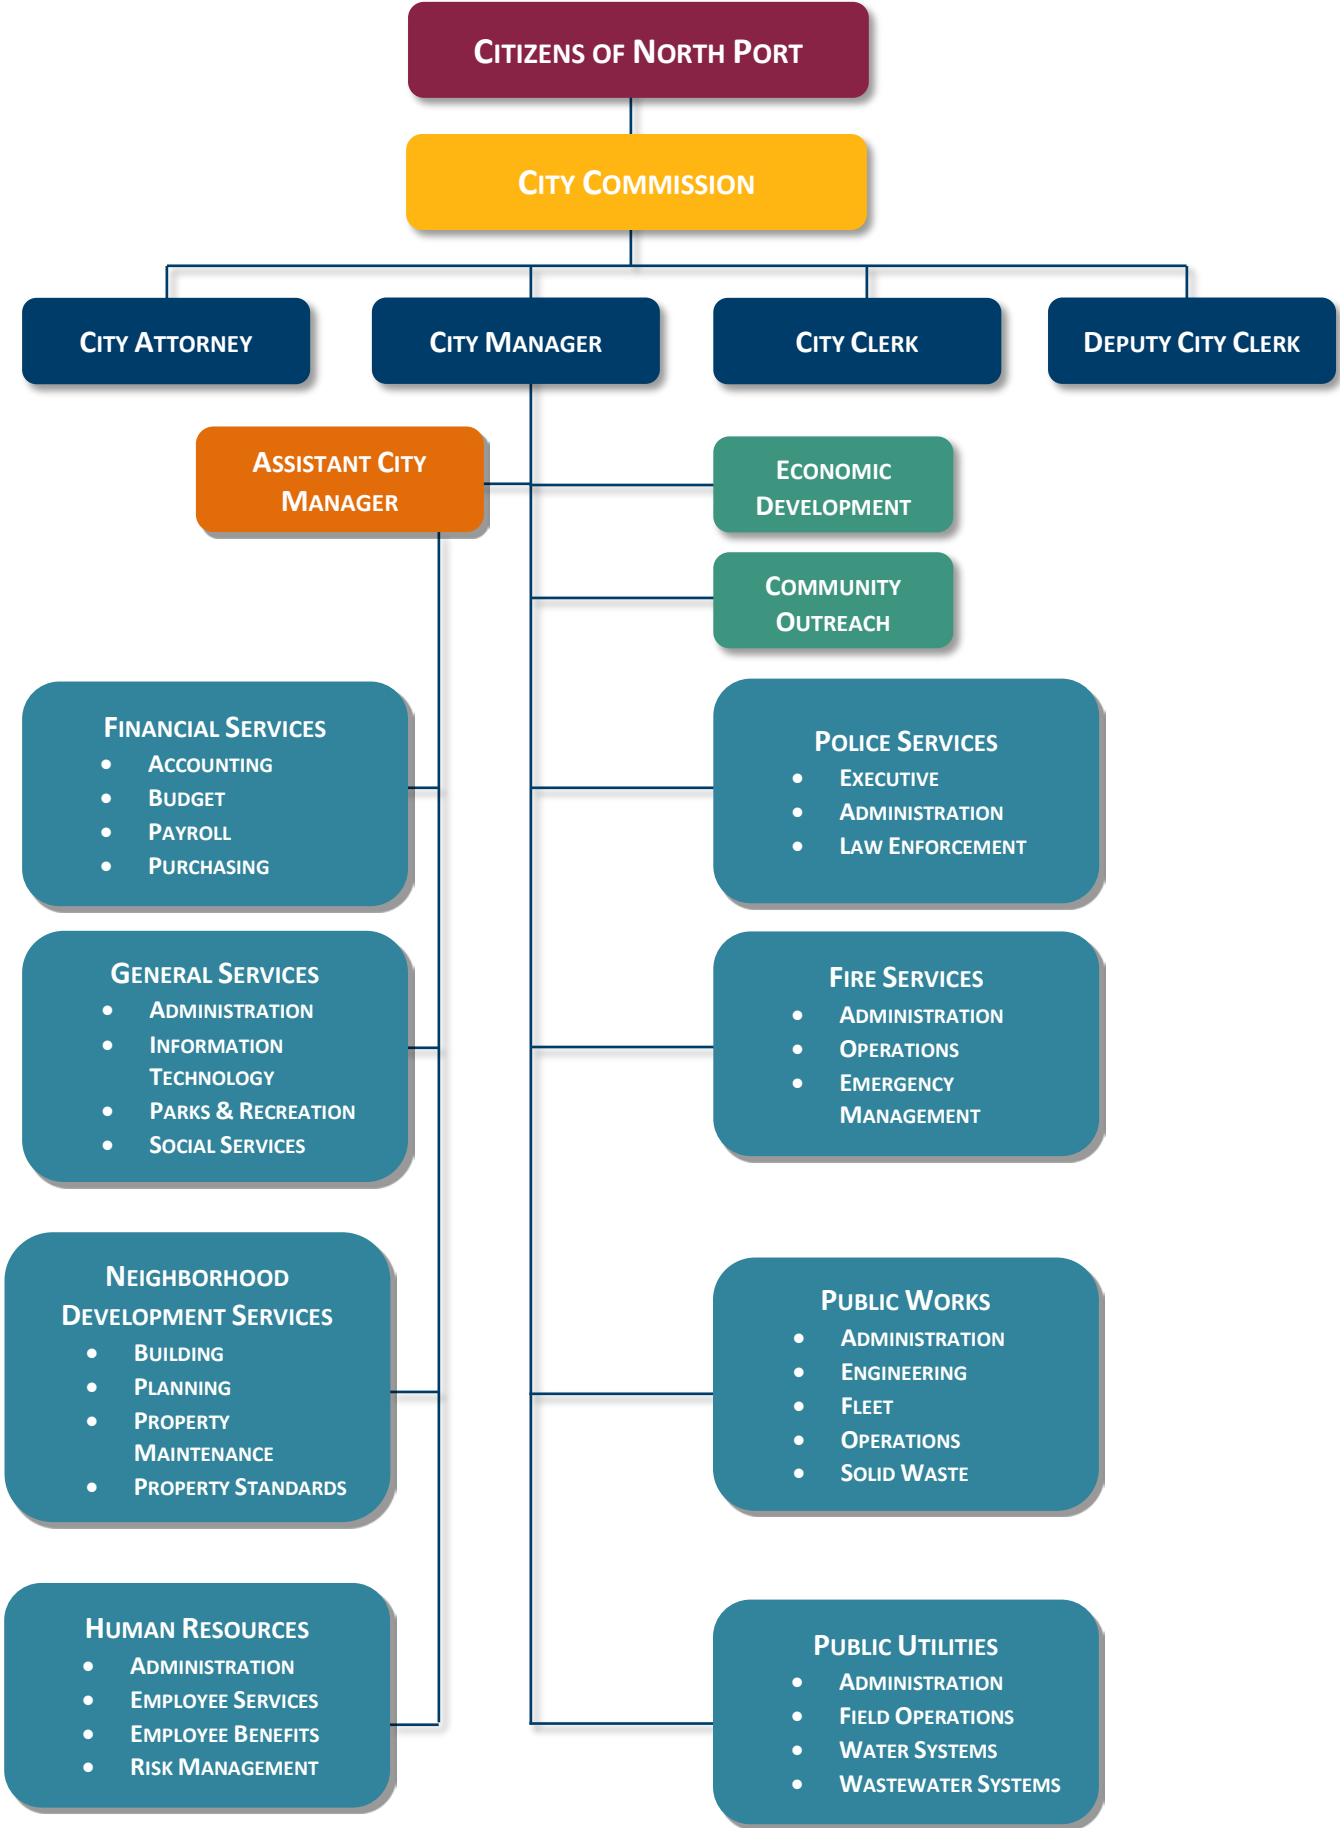 Citizens of North Port
City Commission
City Attorney
City Manager
City Clerk
Deputy City Clerk
Assistant City
Manager
Economic
Development
Community
Outreach
Financial Services
• Accounting
• Budget
• Payroll
• Purchasing
Police Services
• Executive
• Administration
• Law Enforcement
General Services
• Administration
• Information
Technology
• Parks & Recreation
• Social Services
Fire Services
• Administration
• Operations
• Emergency
Management
Neighborhood
Development Services
• Building
• Planning
• Property
Maintenance
• Property Standards
Public Works
• Administration
• Engineering
• Fleet
• Operations
• Solid Waste
Human Resources
• Administration
• Employee Services
• Employee Benefits
• Risk Management
Public Utilities
• Administration
• Field Operations
• Water Systems
• Wastewater Systems